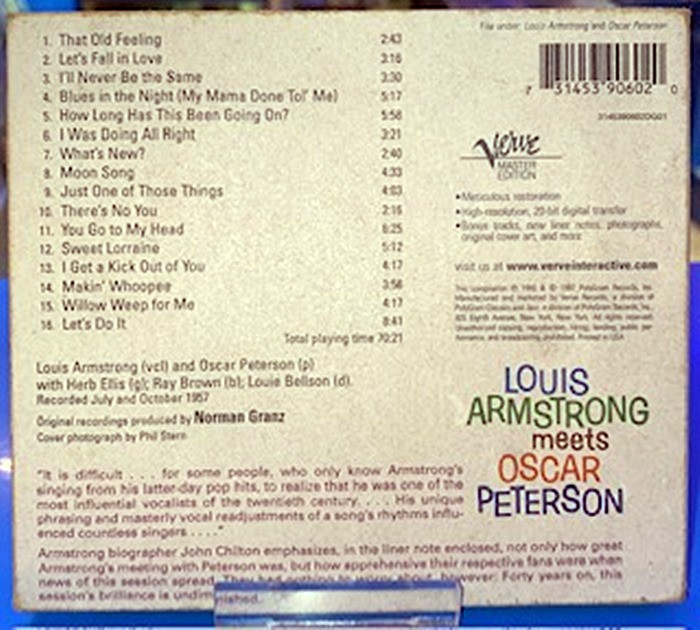 File under: Louis Armstrong and Oscar Peterson
1. That Old Feeling 2:43
2. Let's Fall in Love 3:16
3. I'll Never Be the Same 3:30
4. Blues in the Night (My Mama Done Tol' Me) 5:17
5. How Long Has This Been Going On? 5:58
6. I Was Doing All Right 3:21
7. What's New? 2:40
8. Moon Song 4:33
9. Just One of Those Things 4:03
10. There's No You 2:16
11. You Go to My Head 6:25
12. Sweet Lorraine 5:12
13. I Get a Kick Out of You 4:17
14. Makin' Whoopee 3:56
15. Willow Weep for Me 4:17
16. Let's Do It 8:41
Total playing time 70:21
7 31453 90602 0
Verve
MASTER
EDITION
•Meticulous restoration
•High-resolution, 20-bit digital transfer
•Bonus tracks, new liner notes, photographs,
original cover art, and more
visit us at www.verveinteractive.com
Louis Armstrong (vcl) and Oscar Peterson (p)
with Herb Ellis (g); Ray Brown (b); Louie Bellson (d).
Recorded July and October 1957
Original recordings produced by Norman Granz
Cover photograph by Phil Stern
LOUIS
ARMSTRONG
meets
OSCAR
PETERSON
"It is difficult . . . for some people, who only know Armstrong's
singing from his latter-day pop hits, to realize that he was one of the
most influential vocalists of the twentieth century. . . . His unique
phrasing and masterly vocal readjustments of a song's rhythms influ-
enced countless singers . . . ."
Armstrong biographer John Chilton emphasizes, in the liner note enclosed, not only how great
Armstrong's meeting with Peterson was, but how apprehensive their respective fans were when
news of this session spread. They had nothing to worry about, however: Forty years on, this
session's brilliance is undiminished.